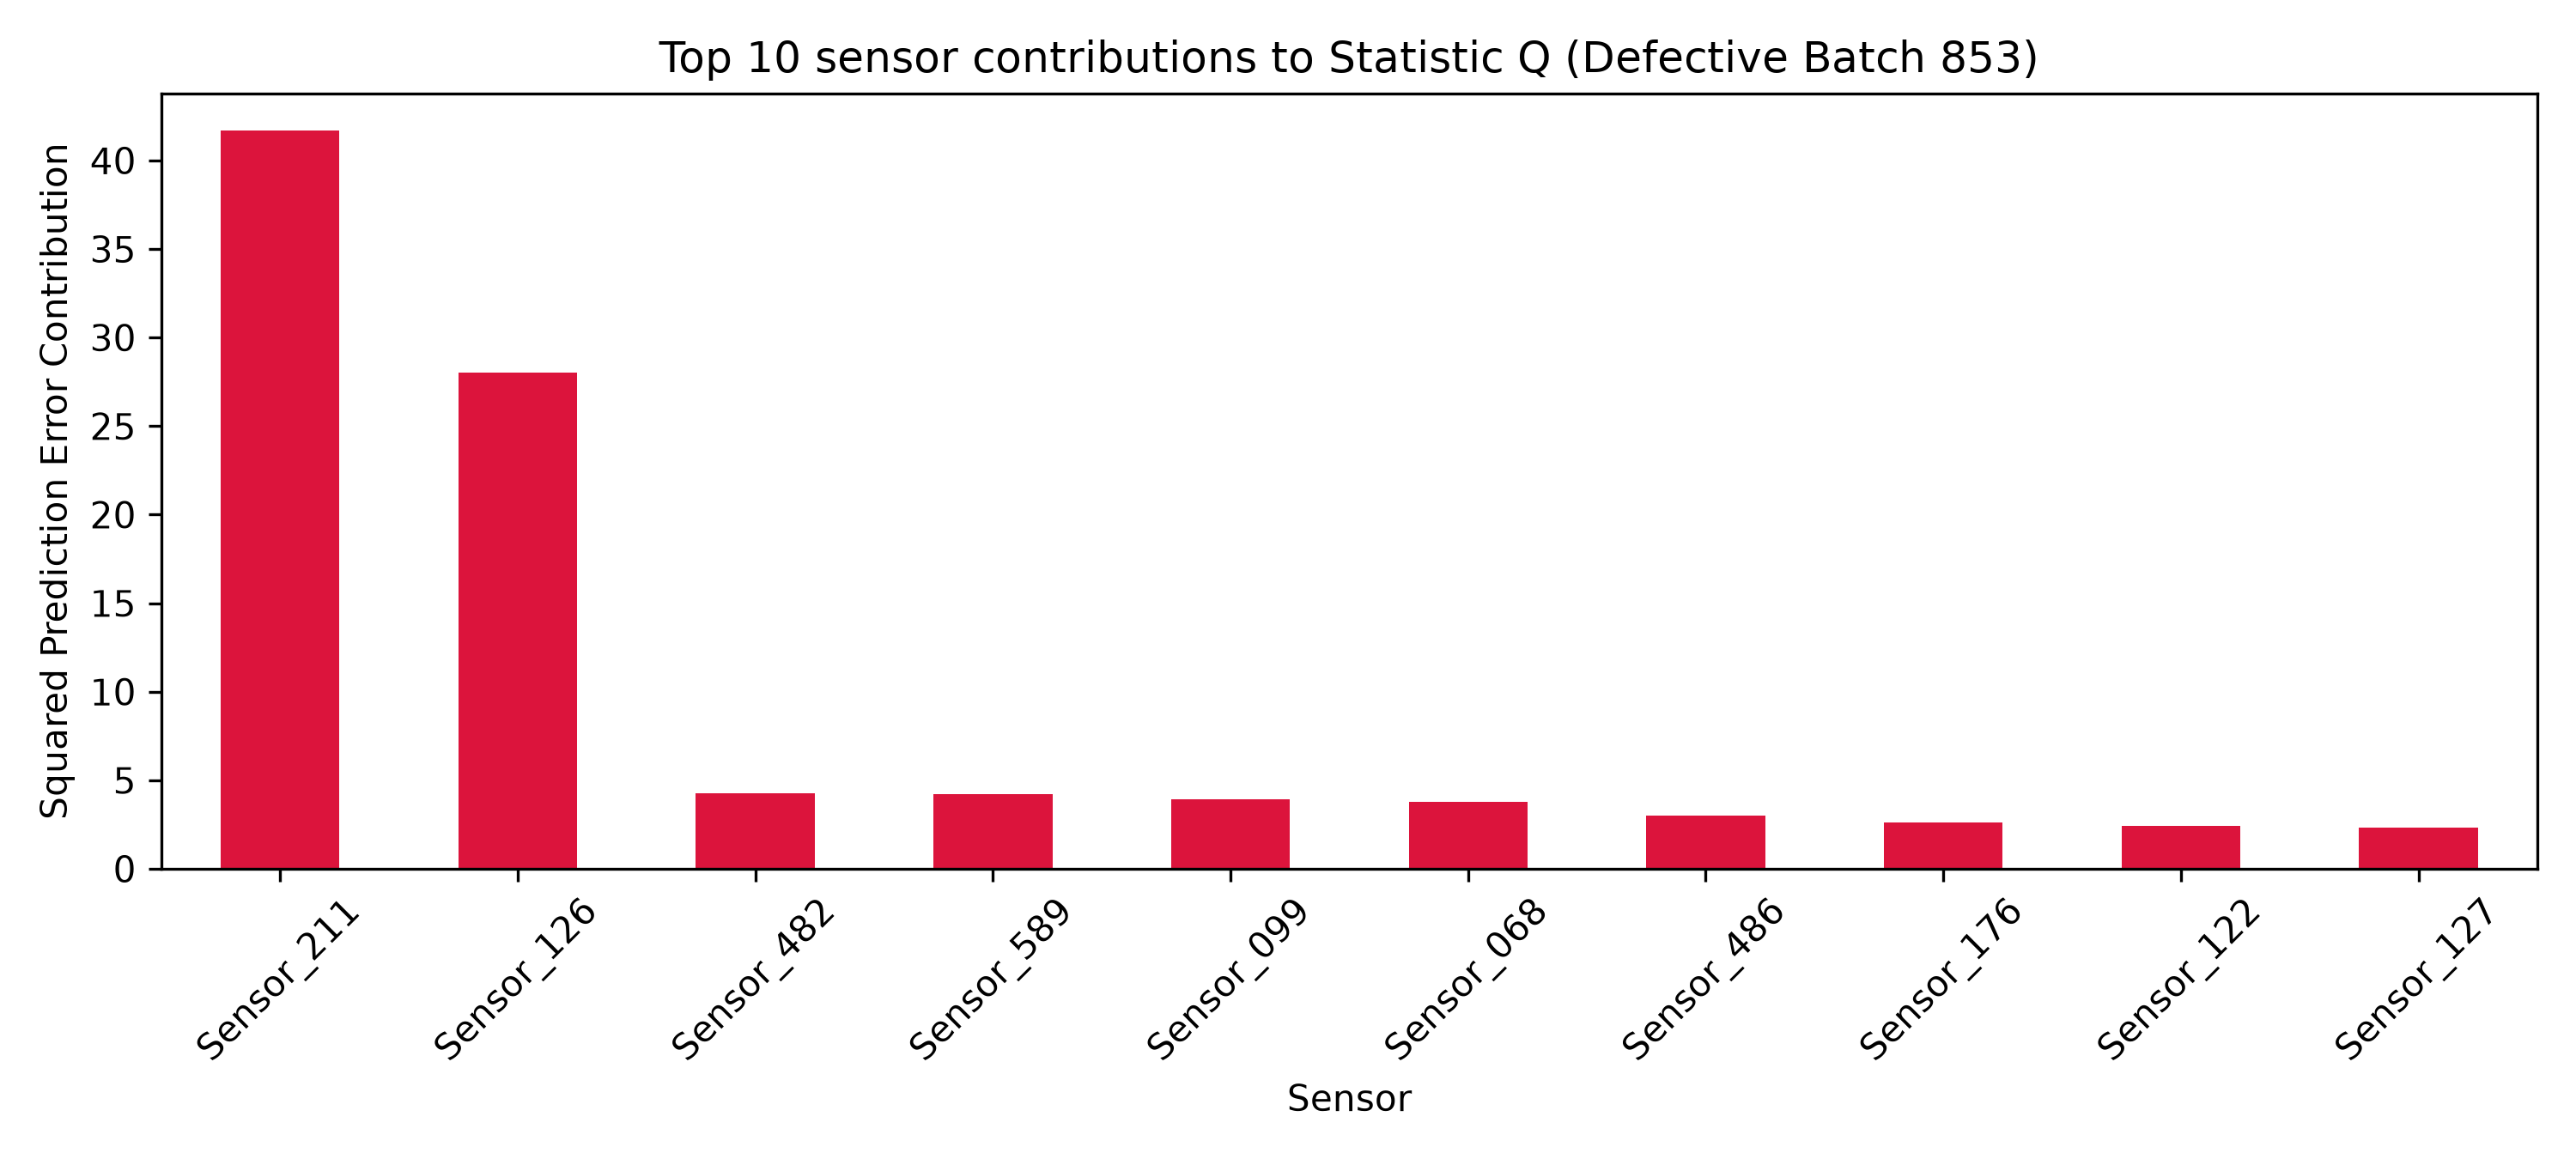 Top 10 sensor contributions to Statistic Q (Defective Batch 853)
Squared Prediction Error Contribution
40
35
30
25
20
15
10
5
0
Sensor_211
Sensor_126
Sensor_482
Sensor_589
Sensor_099
Sensor_068
Sensor_486
Sensor_176
Sensor_122
Sensor_127
Sensor